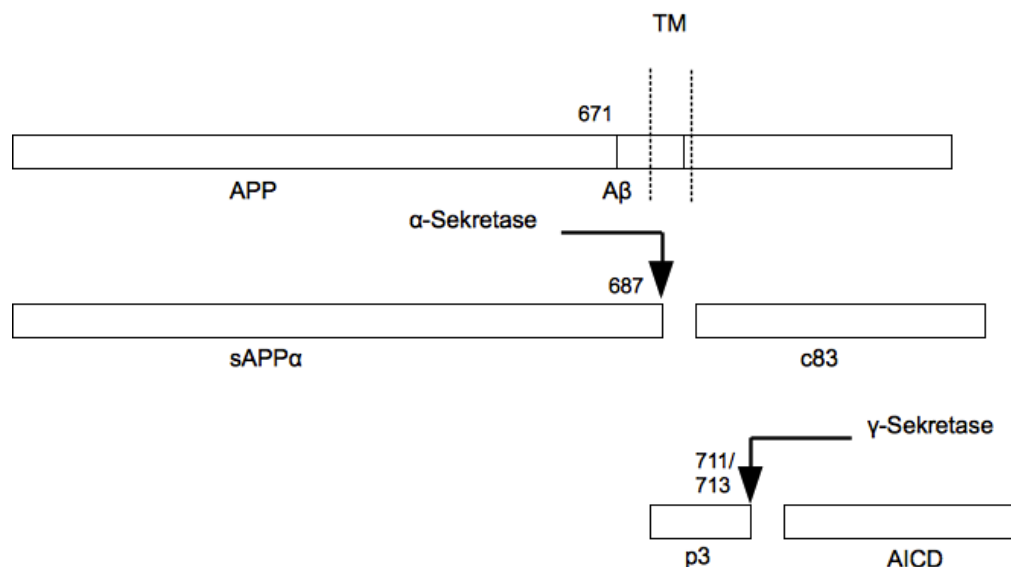 TM
671
APP
Aβ
α-Sekretase
687
sAPPα
c83
γ-Sekretase
711/
713
p3
AICD